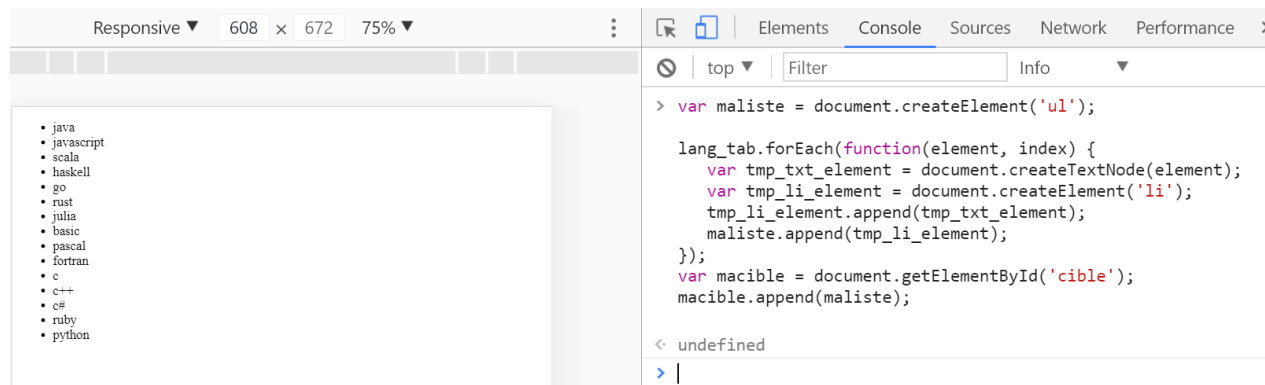 Responsive ▼ 608 × 672 75% ▼
java
javascript
scala
haskell
go
rust
julia
basic
pascal
fortran
c
c++
c#
ruby
python
Elements Console Sources Network Performance
top ▼ Filter Info ▼
> var maliste = document.createElement('ul');
lang_tab.forEach(function(element, index) {
var tmp_txt_element = document.createTextNode(element);
var tmp_li_element = document.createElement('li');
tmp_li_element.append(tmp_txt_element);
maliste.append(tmp_li_element);
});
var macible = document.getElementById('cible');
macible.append(maliste);
undefined
>